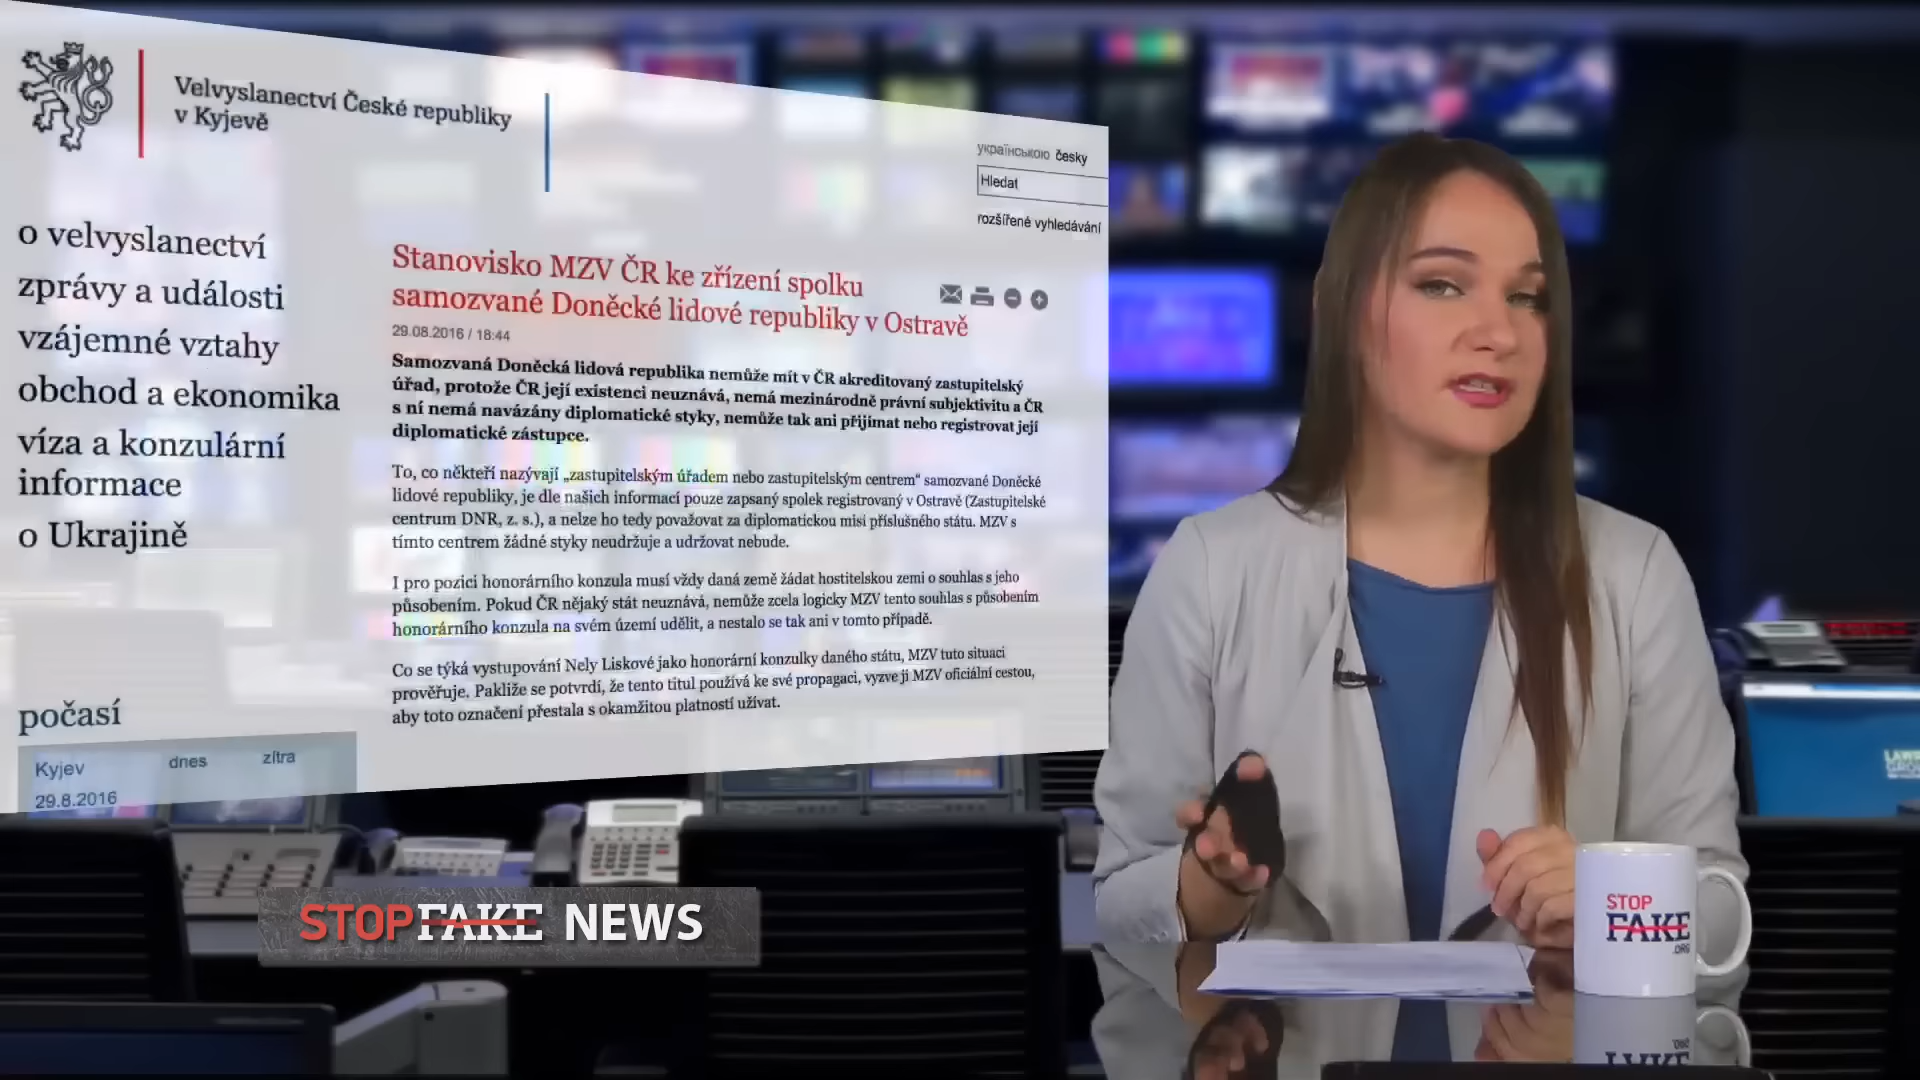 Velvyslanectví České republiky
v Kyjevě
українською česky
Hledat
rozšířené vyhledávání
o velvyslanectví
zprávy a události
vzájemné vztahy
obchod a ekonomika
víza a konzulární
informace
o Ukrajině
Stanovisko MZV ČR ke zřízení spolku
samozvané Doněcké lidové republiky v Ostravě
29.08.2016 / 18:44
Samozvaná Doněcká lidová republika nemůže mít v ČR akreditovaný zastupitelský
úřad, protože ČR její existenci neuznává, nemá mezinárodně právní subjektivitu a ČR
s ní nemá navázány diplomatické styky, nemůže tak ani přijímat nebo registrovat její
diplomatické zástupce.
To, co někteří nazývají „zastupitelským úřadem nebo zastupitelským centrem“ samozvané Doněcké
lidové republiky, je dle našich informací pouze zapsaný spolek registrovaný v Ostravě (Zastupitelské
centrum DNR, z. s.), a nelze ho tedy považovat za diplomatickou misi příslušného státu. MZV s
tímto centrem žádné styky neudržuje a udržovat nebude.
I pro pozici honorárního konzula musí vždy daná země žádat hostitelskou zemi o souhlas s jeho
působením. Pokud ČR nějaký stát neuznává, nemůže zcela logicky MZV tento souhlas s působením
honorárního konzula na svém území udělit, a nestalo se tak ani v tomto případě.
Co se týká vystupování Nely Liskové jako honorární konzulky daného státu, MZV tuto situaci
prověřuje. Pakliže se potvrdí, že tento titul používá ke své propagaci, vyzve ji MZV oficiální cestou,
aby toto označení přestala s okamžitou platností užívat.
počasí
Kyjev dnes zítra
29.8.2016
STOPFAKE NEWS
STOP
FAKE
.ORG